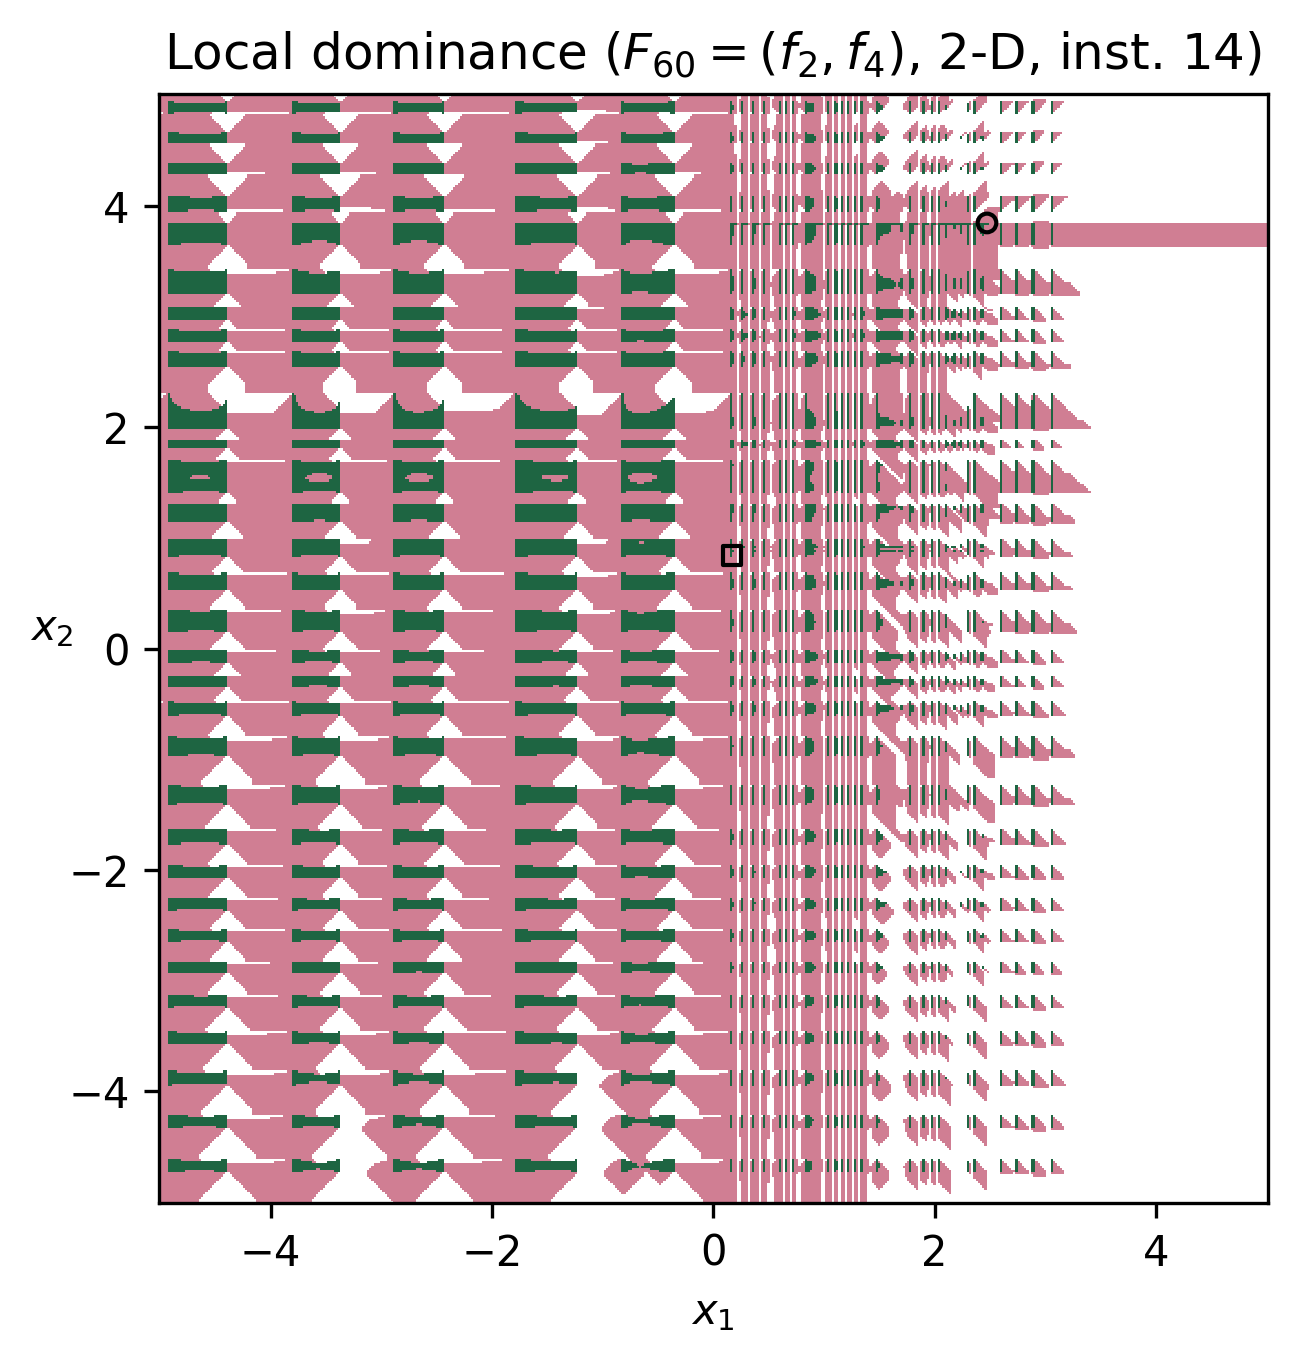 Local dominance (F₆₀ = (f₂, f₄), 2-D, inst. 14)
4
2
x₂
0
−2
−4
−4 −2 0 2 4
x₁